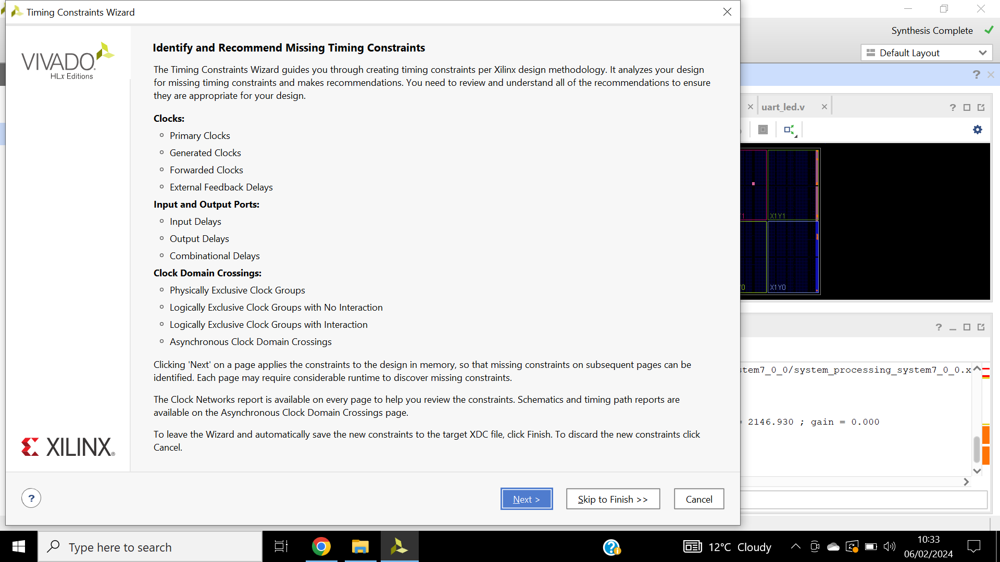 Timing Constraints Wizard
VIVADO
HLx Editions
Identify and Recommend Missing Timing Constraints
The Timing Constraints Wizard guides you through creating timing constraints per Xilinx design methodology. It analyzes your design
for missing timing constraints and makes recommendations. You need to review and understand all of the recommendations to ensure
they are appropriate for your design.
Clocks:
Primary Clocks
Generated Clocks
Forwarded Clocks
External Feedback Delays
Input and Output Ports:
Input Delays
Output Delays
Combinational Delays
Clock Domain Crossings:
Physically Exclusive Clock Groups
Logically Exclusive Clock Groups with No Interaction
Logically Exclusive Clock Groups with Interaction
Asynchronous Clock Domain Crossings
Clicking 'Next' on a page applies the constraints to the design in memory, so that missing constraints on subsequent pages can be
identified. Each page may require considerable runtime to discover missing constraints.
The Clock Networks report is available on every page to help you review the constraints. Schematics and timing path reports are
available on the Asynchronous Clock Domain Crossings page.
To leave the Wizard and automatically save the new constraints to the target XDC file, click Finish. To discard the new constraints click
Cancel.
XILINX®
?
Next >
Skip to Finish >>
Cancel
Synthesis Complete
Default Layout
?
uart_led.v
?
X1Y1
X1Y0
?
tem7_0_0/system_processing_system7_0_0.x
= 2146.930 ; gain = 0.000
Type here to search
12°C Cloudy
10:33
06/02/2024